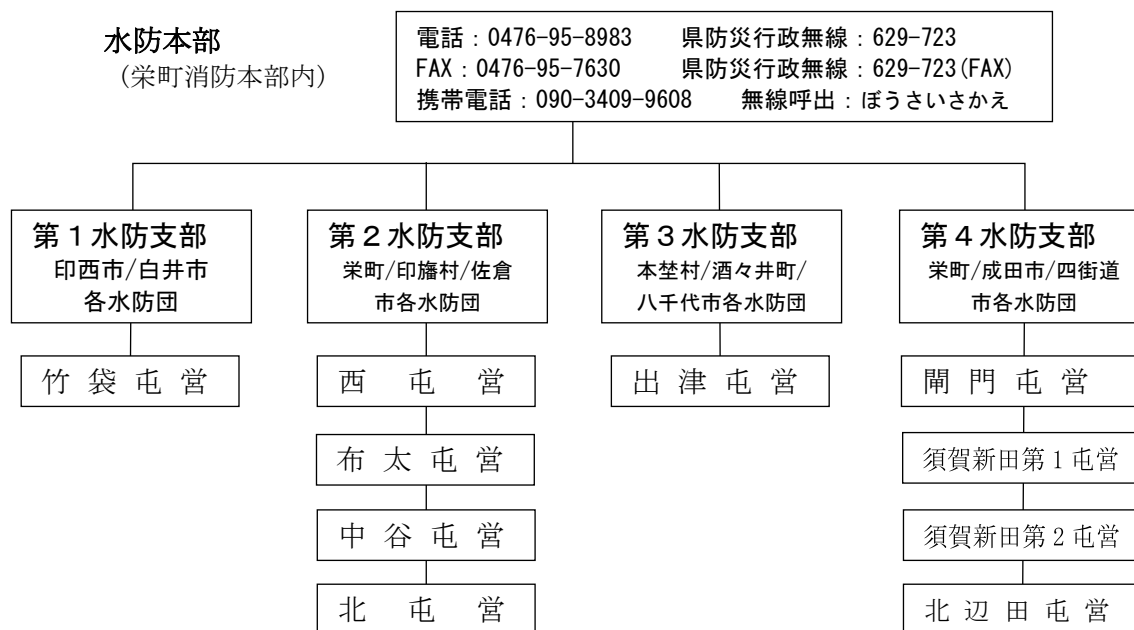 水防本部
（栄町消防本部内）
電話：0476-95-8983 県防災行政無線：629-723
FAX：0476-95-7630 県防災行政無線：629-723(FAX)
携帯電話：090-3409-9608 無線呼出：ぼうさいさかえ
第１水防支部
印西市/白井市
各水防団
竹袋屯営
第２水防支部
栄町/印旛村/佐倉
市各水防団
西屯営
布太屯営
中谷屯営
北屯営
第３水防支部
本埜村/酒々井町/
八千代市各水防団
出津屯営
第４水防支部
栄町/成田市/四街道
市各水防団
閘門屯営
須賀新田第１屯営
須賀新田第２屯営
北辺田屯営